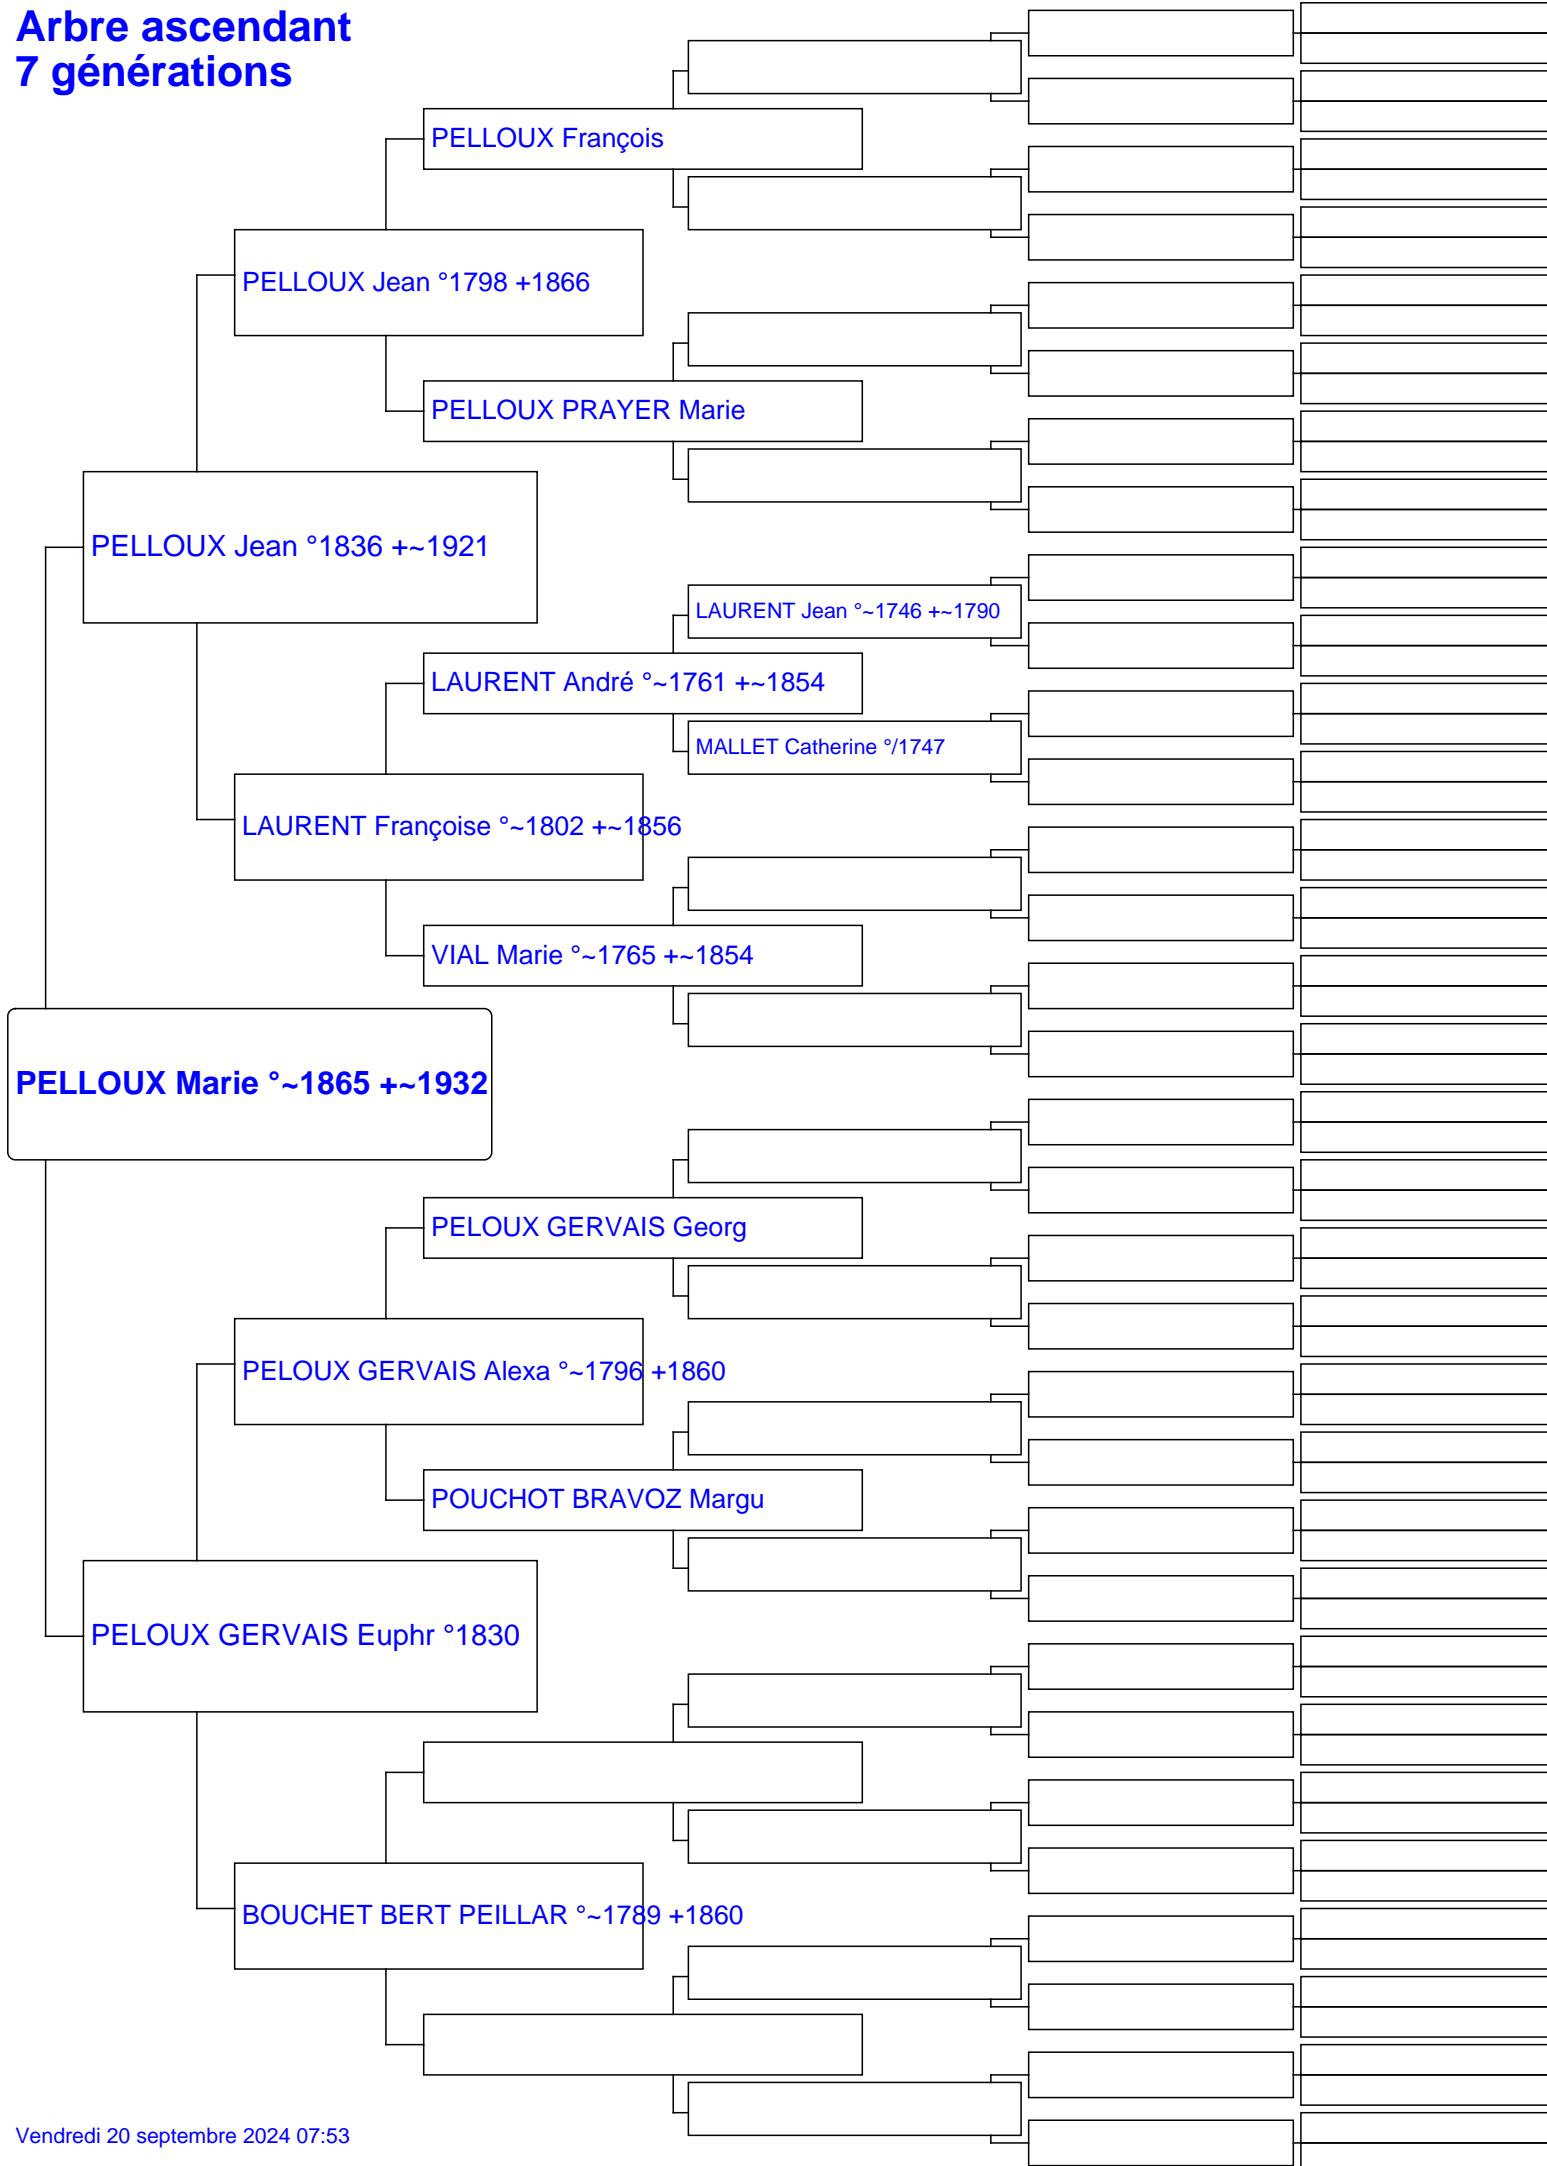 Arbre ascendant
7 générations
PELLOUX François
PELLOUX Jean °1798 +1866
PELLOUX PRAYER Marie
PELLOUX Jean °1836 +~1921
LAURENT Jean °~1746 +~1790
LAURENT André °~1761 +~1854
MALLET Catherine °/1747
LAURENT Françoise °~1802 +~1856
VIAL Marie °~1765 +~1854
PELLOUX Marie °~1865 +~1932
PELOUX GERVAIS Georg
PELOUX GERVAIS Alexa °~1796 +1860
POUCHOT BRAVOZ Margu
PELOUX GERVAIS Euphr °1830
BOUCHET BERT PEILLAR °~1789 +1860
Vendredi 20 septembre 2024 07:53